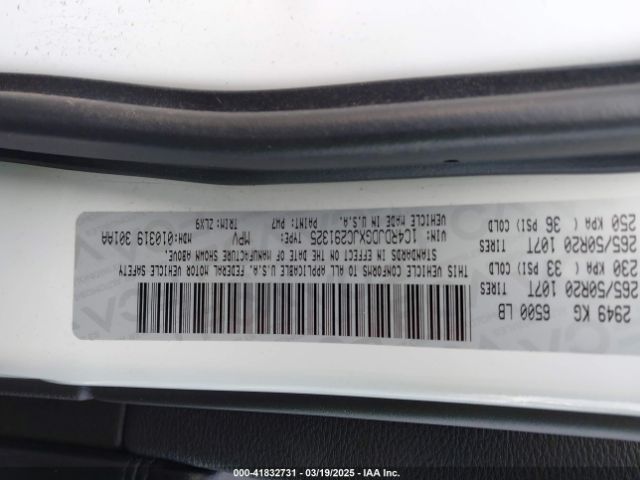 2949 KG 6500 LB
265/50R20 107T TIRES
230 KPA( 33 PSI) COLD
265/50R20 107T TIRES
250 KPA( 36 PSI) COLD
THIS VEHICLE CONFORMS TO ALL APPLICABLE U.S.A. FEDERAL MOTOR VEHICLE SAFETY
STANDARDS IN EFFECT ON THE DATE OF MANUFACTURE SHOWN ABOVE.
VIN: 1C4RDJDGXJC291325 TYPE: MPV MDH:010319 301AA
VEHICLE MADE IN U.S.A. PAINT: PW7 TRIM: ZLX9
000-41832731 - 03/19/2025 - IAA Inc.